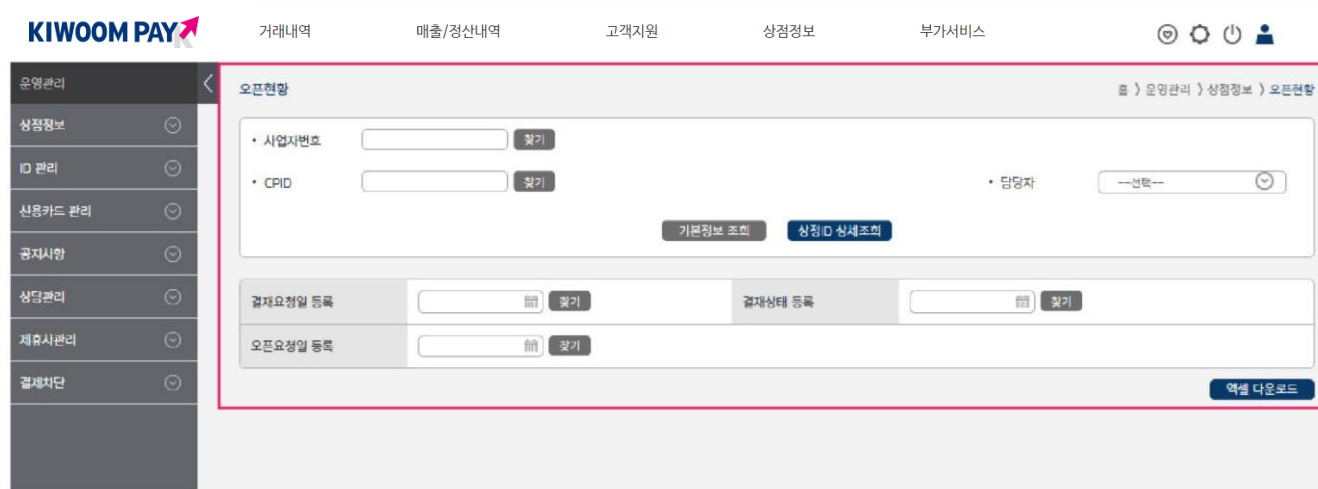 KIWOOM PAY 거래내역 매출/정산내역 고객지원 상점정보 부가서비스
운영관리
상점정보
ID 관리
신용카드 관리
공지사항
상담관리
제휴사관리
결제차단
오픈현황 홈 〉 운영관리 〉 상점정보 〉 오픈현황
• 사업자번호 찾기
• CPID 찾기 • 담당자 --선택--
기본정보 조회 상점ID 상세조회
결재요청일 등록 찾기 결재상태 등록 찾기
오픈요청일 등록 찾기
엑셀 다운로드